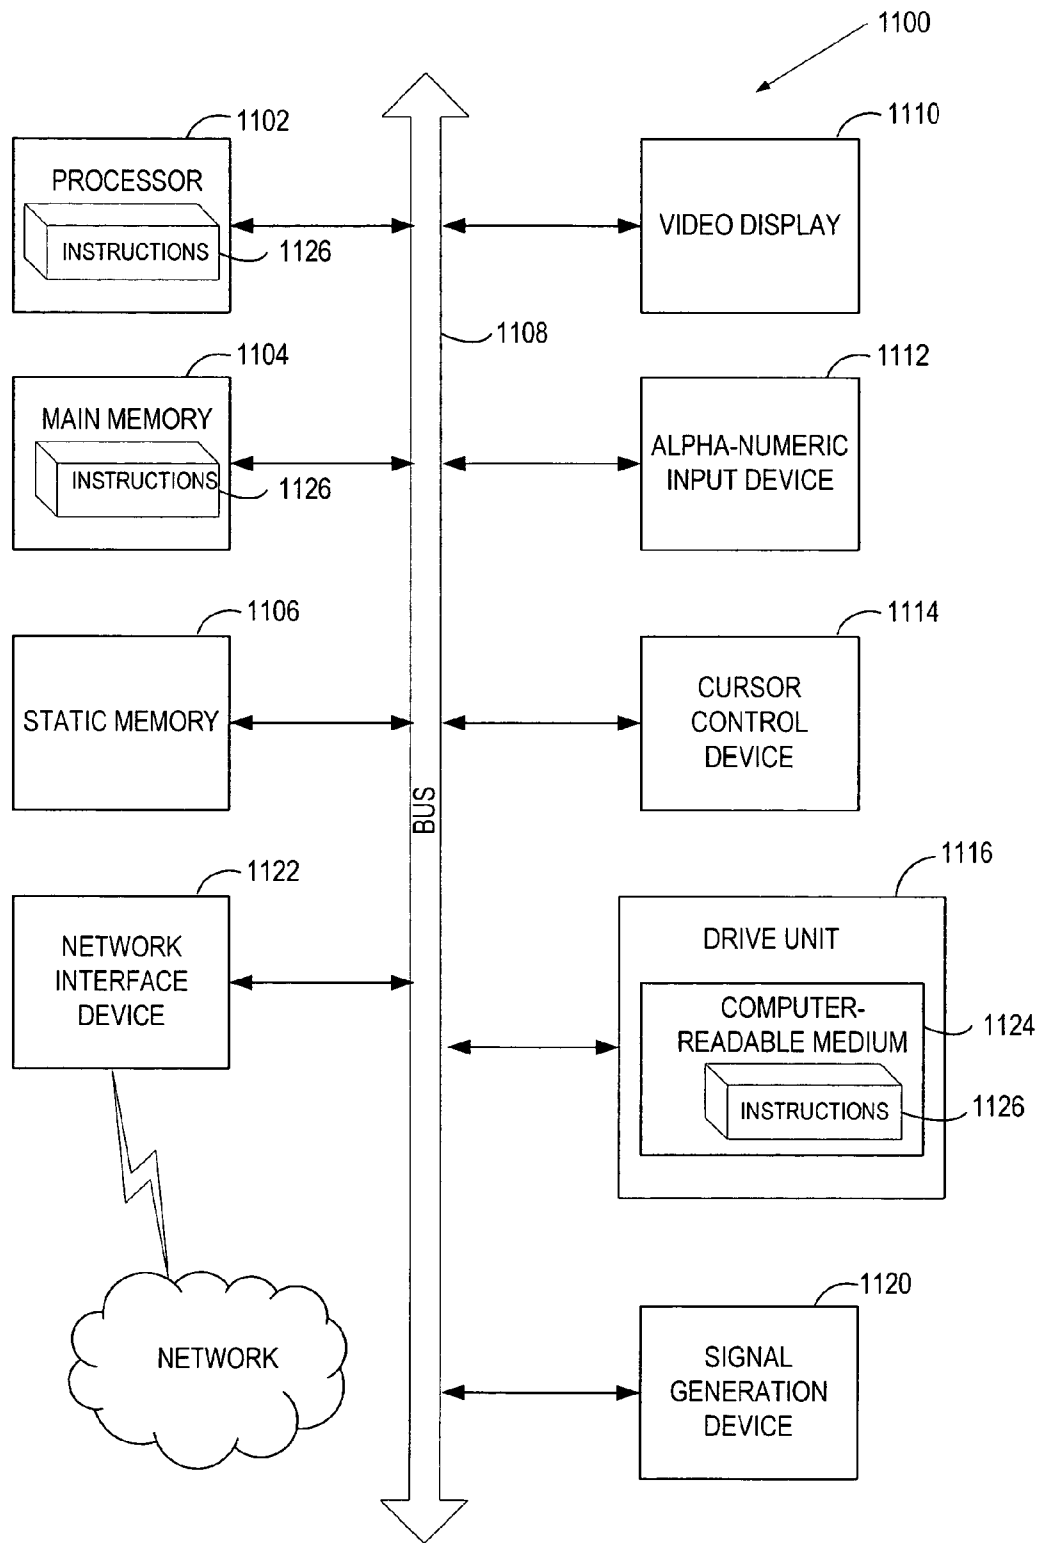 1100
1102
PROCESSOR
INSTRUCTIONS
1126
1110
VIDEO DISPLAY
1108
1104
MAIN MEMORY
INSTRUCTIONS
1126
1112
ALPHA-NUMERIC
INPUT DEVICE
1106
STATIC MEMORY
1114
CURSOR
CONTROL
DEVICE
BUS
1122
NETWORK
INTERFACE
DEVICE
1116
DRIVE UNIT
COMPUTER-
READABLE MEDIUM
1124
INSTRUCTIONS
1126
NETWORK
1120
SIGNAL
GENERATION
DEVICE